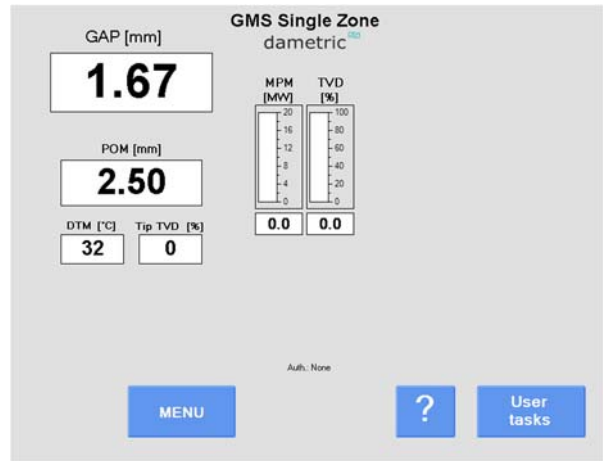 GMS Single Zone
dametric
GAP [mm]
1.67
POM [mm]
2.50
DTM [°C] Tip TVD [%]
32 0
MPM TVD
[MW] [%]
20 100
16 80
12 60
8 40
4 20
0 0
0.0 0.0
Auth.: None
MENU
?
User
tasks